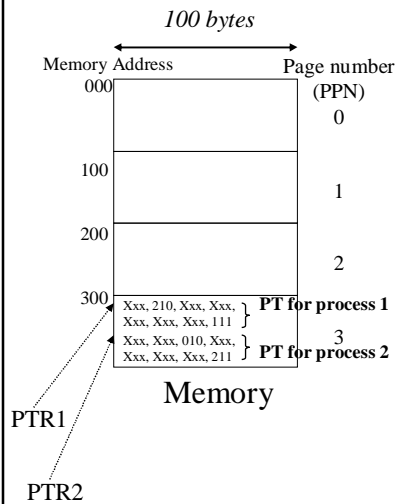 100 bytes
Memory Address
Page number
(PPN)
000
0
100
1
200
2
300
Xxx, 210, Xxx, Xxx,
Xxx, Xxx, Xxx, 111
PT for process 1
3
Xxx, Xxx, 010, Xxx,
Xxx, Xxx, Xxx, 211
PT for process 2
Memory
PTR1
PTR2